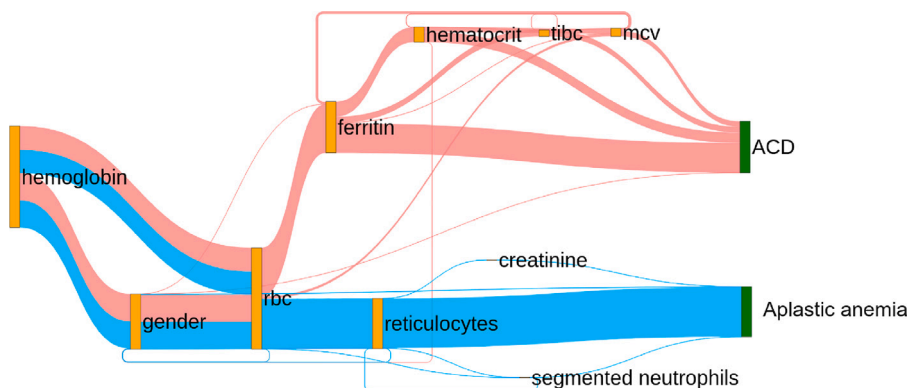 hematocrit
tibc
mcv
ferritin
ACD
hemoglobin
creatinine
rbc
gender
reticulocytes
Aplastic anemia
segmented neutrophils